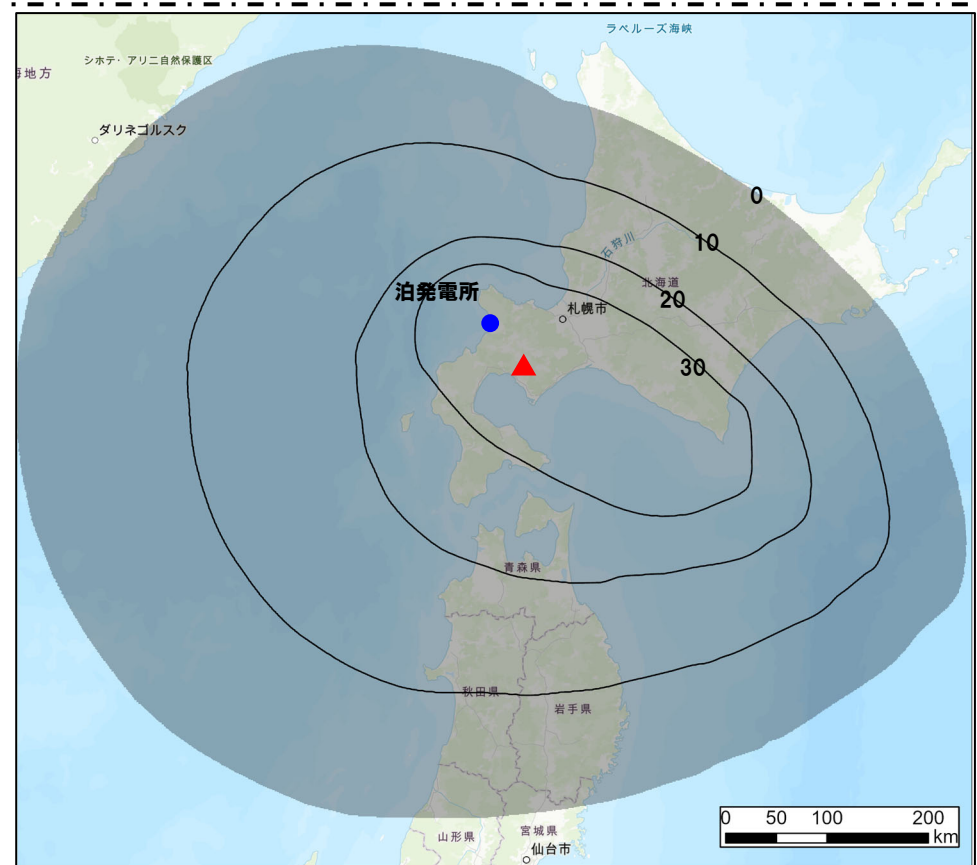 ラペルーズ海峡
シホテ・アリニ自然保護区
海地方
ダリネゴルスク
0
10
石狩川
北海道
泊発電所
20
札幌市
30
青森県
秋田県
岩手県
山形県
宮城県
仙台市
0 50 100 200
km